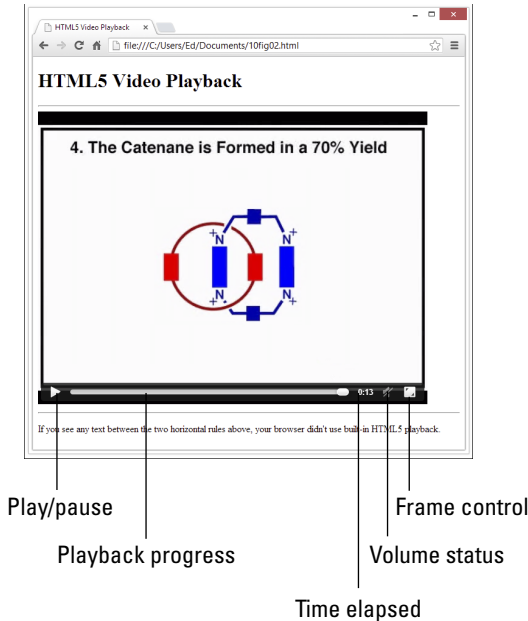 HTML5 Video Playback
file:///C:/Users/Ed/Documents/10fig02.html
HTML5 Video Playback
4. The Catenane is Formed in a 70% Yield
+N N+
+N N+
0:13
If you see any text between the two horizontal rules above, your browser didn't use built-in HTML5 playback.
Play/pause
Frame control
Playback progress
Volume status
Time elapsed